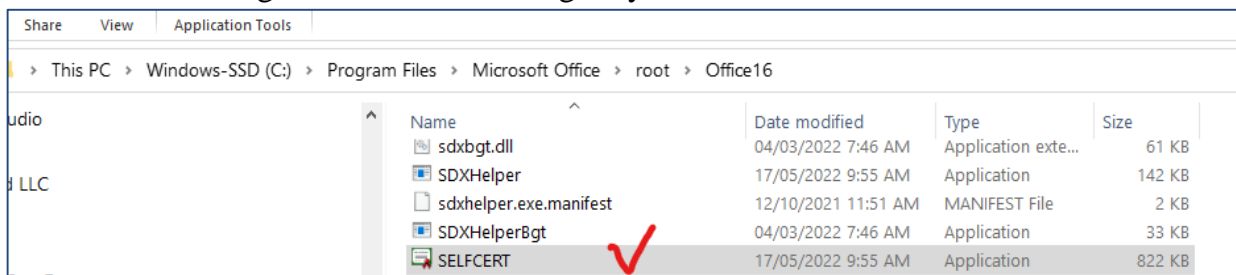 Share View Application Tools
> This PC > Windows-SSD (C:) > Program Files > Microsoft Office > root > Office16
udio
Name Date modified Type Size
sdxbgt.dll 04/03/2022 7:46 AM Application exte... 61 KB
d LLC
SDXHelper 17/05/2022 9:55 AM Application 142 KB
sdxhelper.exe.manifest 12/10/2021 11:51 AM MANIFEST File 2 KB
SDXHelperBgt 04/03/2022 7:46 AM Application 33 KB
SELFCERT 17/05/2022 9:55 AM Application 822 KB